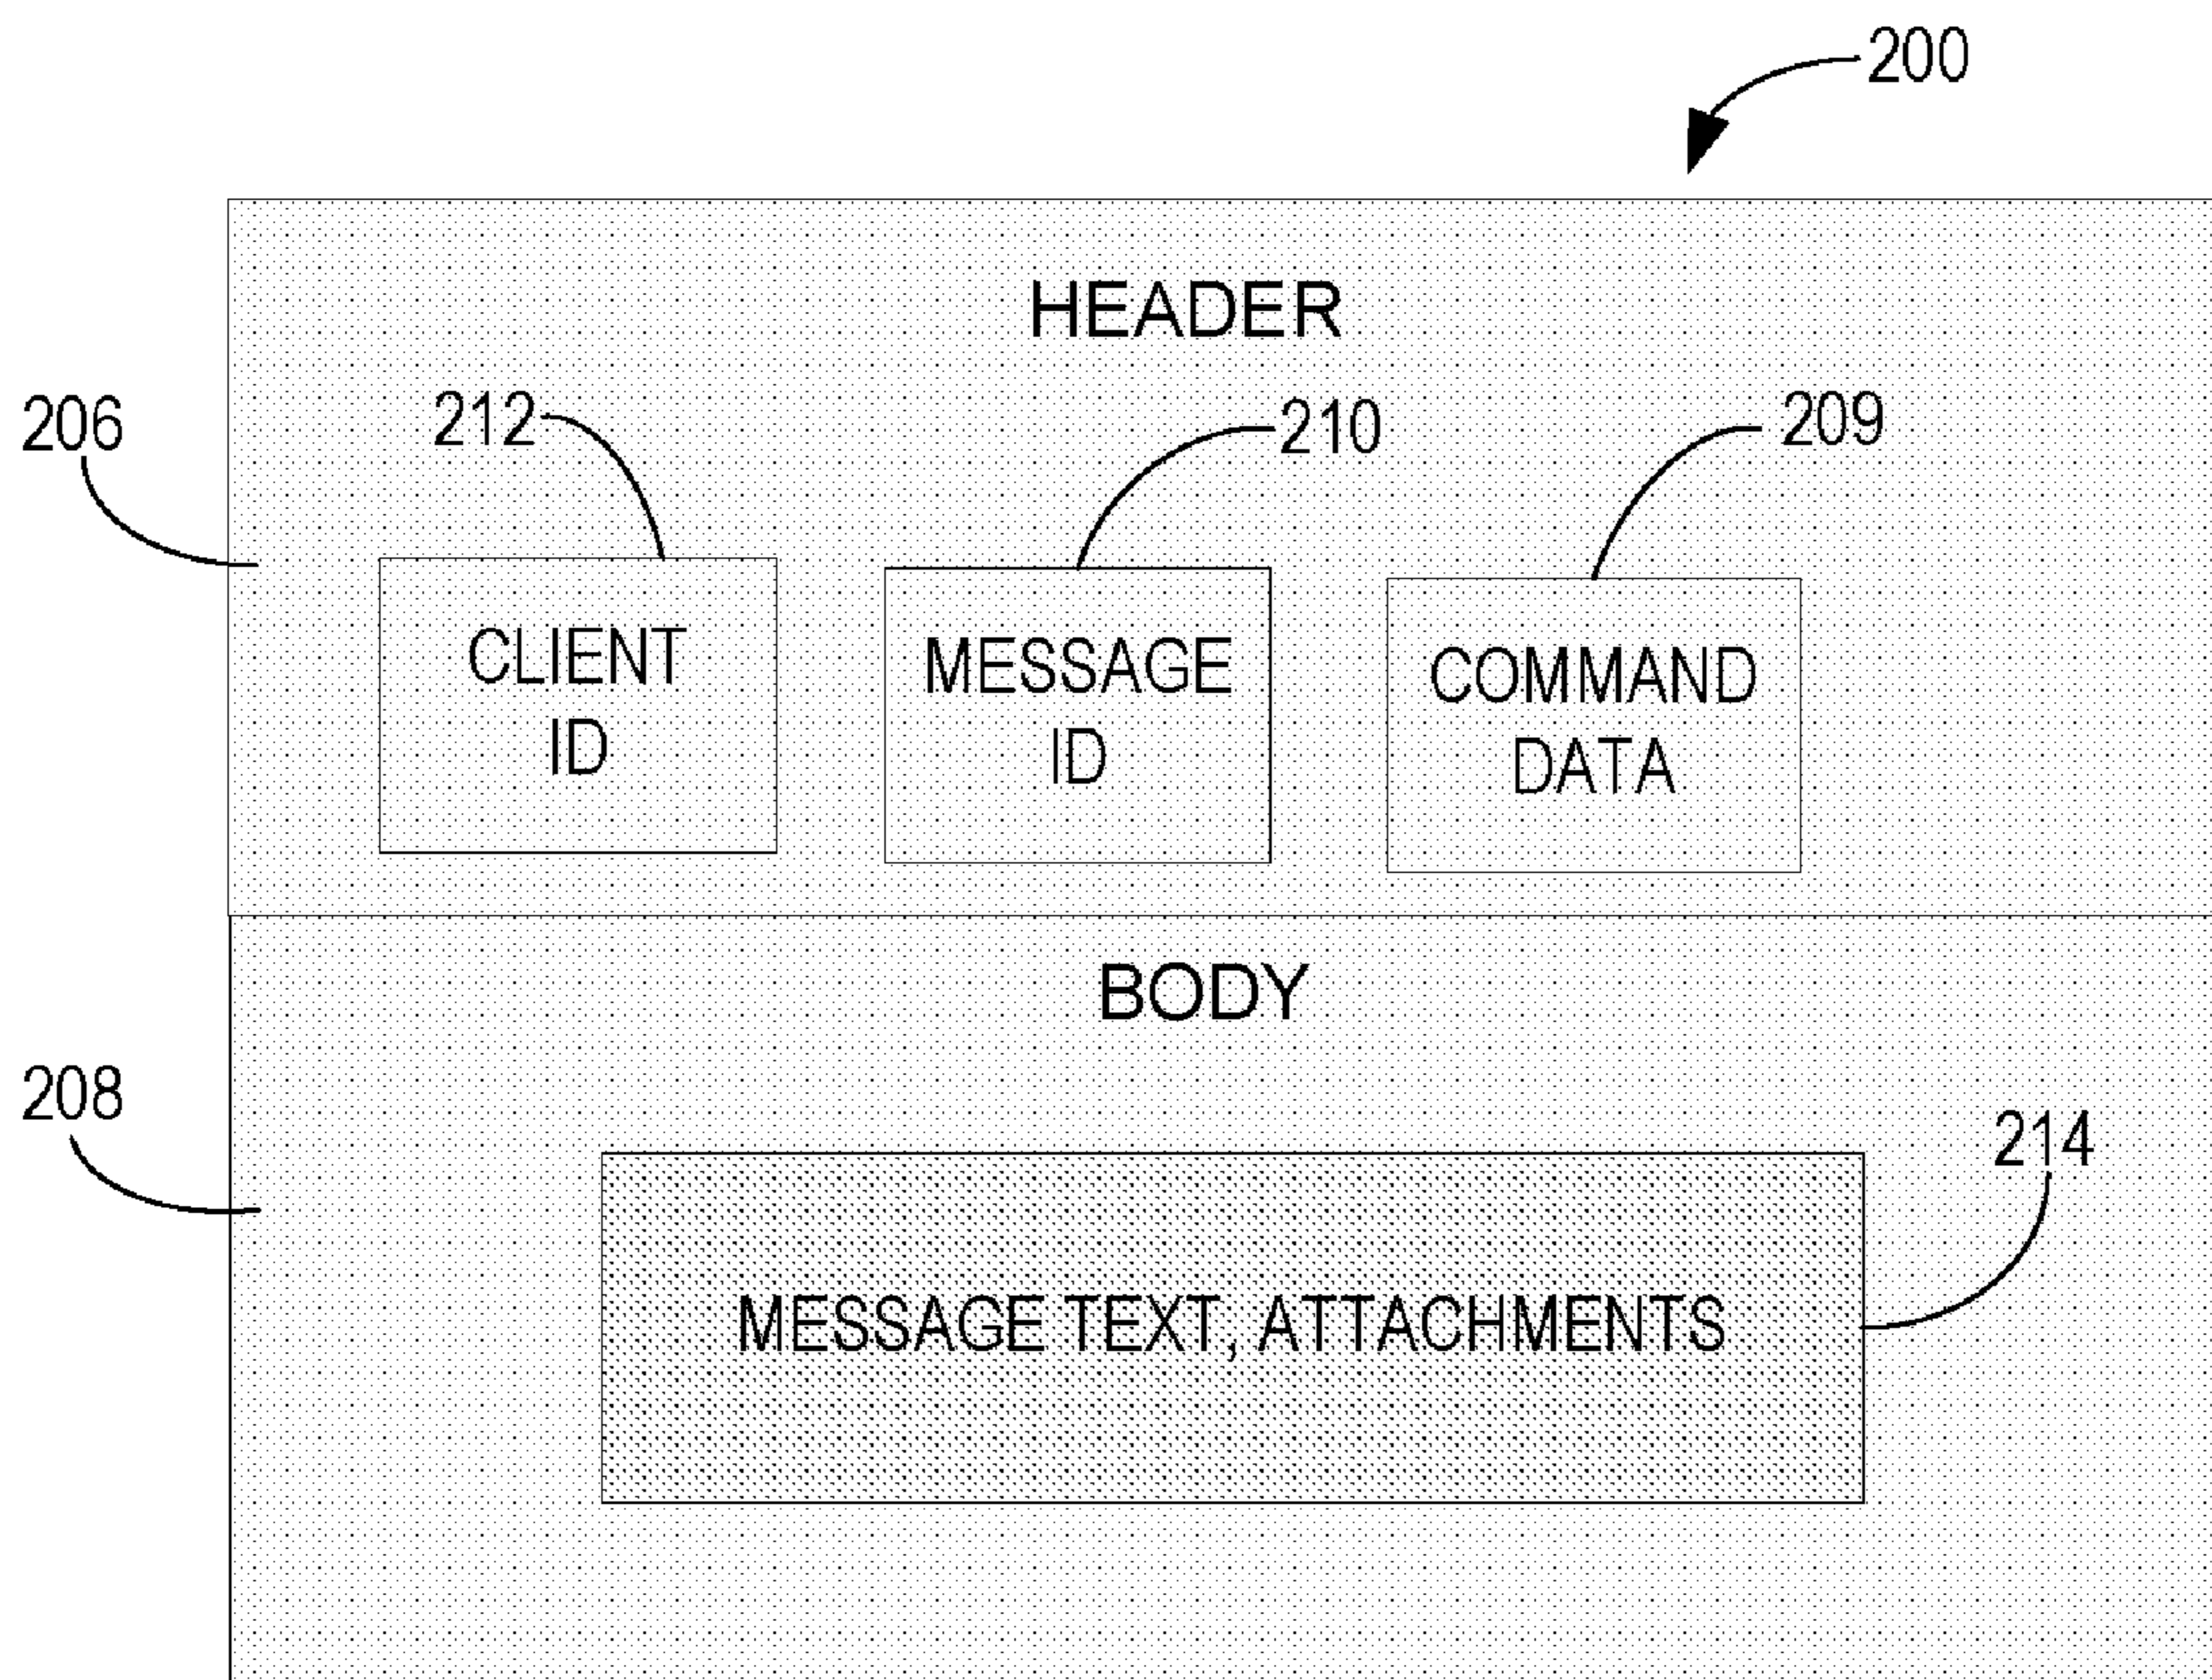 200
HEADER
206
212
210
209
CLIENT
ID
MESSAGE
ID
COMMAND
DATA
BODY
208
214
MESSAGE TEXT, ATTACHMENTS